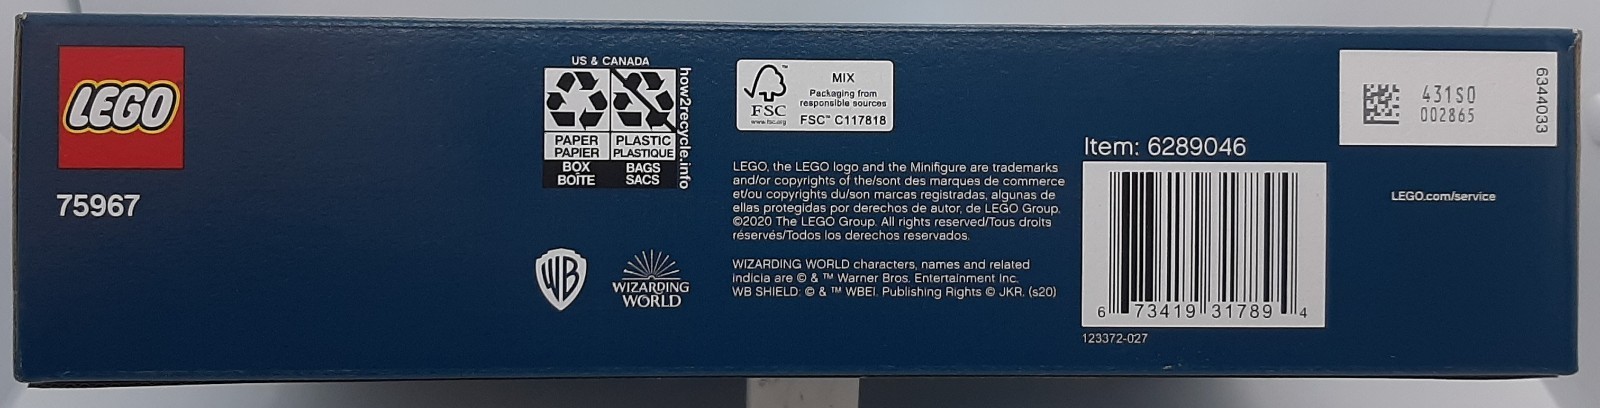 LEGO
75967
US & CANADA
PAPER
PAPIER
BOX
BOÎTE
PLASTIC
PLASTIQUE
BAGS
SACS
how2recycle.info
WB
WIZARDING
WORLD
FSC™
www.fsc.org
MIX
Packaging from
responsible sources
FSC™ C117818
LEGO, the LEGO logo and the Minifigure are trademarks
and/or copyrights of the/sont des marques de commerce
et/ou copyrights du/son marcas registradas, algunas de
ellas protegidas por derechos de autor, de LEGO Group.
©2020 The LEGO Group. All rights reserved/Tous droits
réservés/Todos los derechos reservados.
WIZARDING WORLD characters, names and related
indicia are © & ™ Warner Bros. Entertainment Inc.
WB SHIELD: © & ™ WBEI. Publishing Rights © JKR. (s20)
Item: 6289046
6 73419 31789 4
123372-027
431S0
002865
6344033
LEGO.com/service